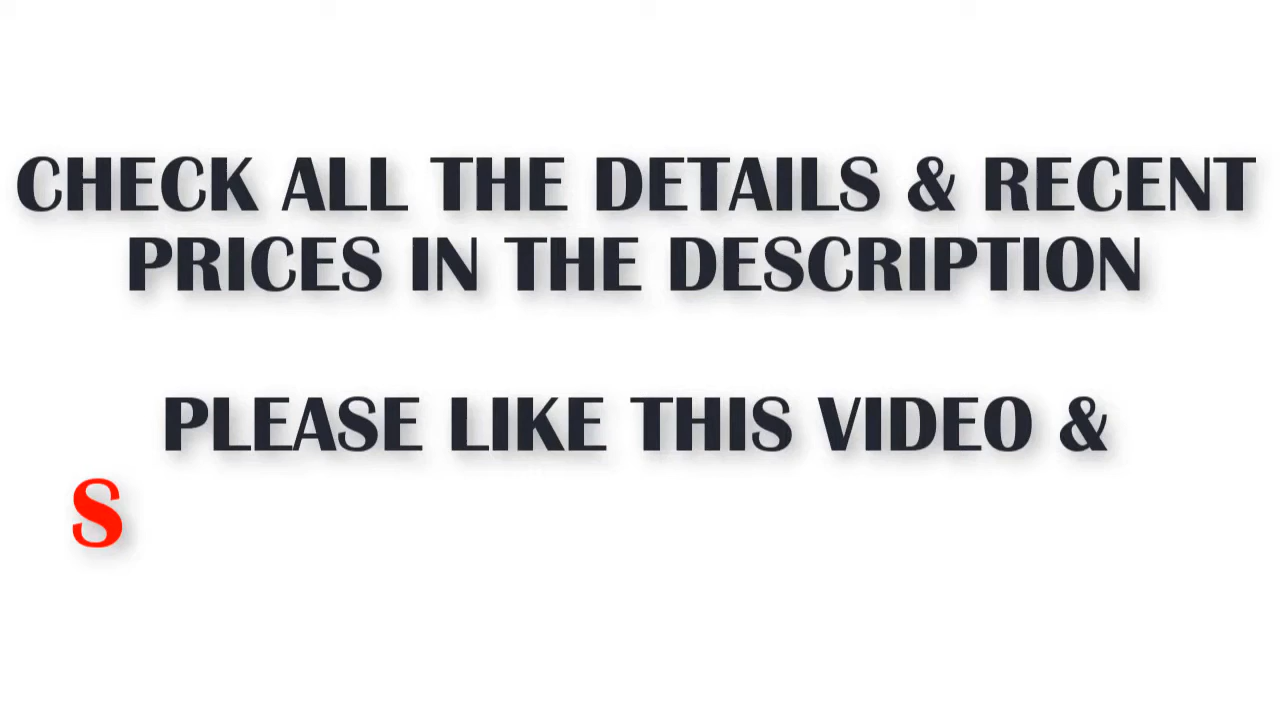 CHECK ALL THE DETAILS & RECENT
PRICES IN THE DESCRIPTION
PLEASE LIKE THIS VIDEO &
S